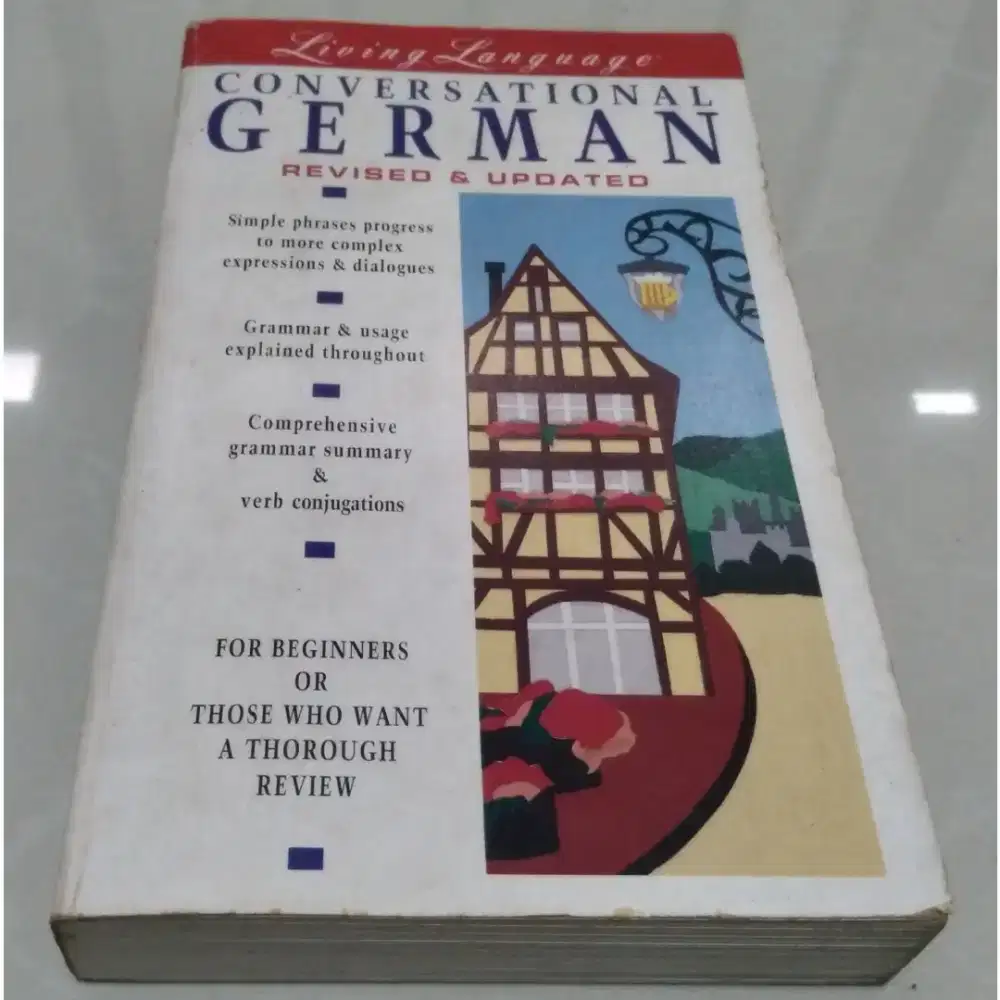 Living Language
CONVERSATIONAL
GERMAN
REVISED & UPDATED
Simple phrases progress
to more complex
expressions & dialogues
Grammar & usage
explained throughout
Comprehensive
grammar summary
&
verb conjugations
FOR BEGINNERS
OR
THOSE WHO WANT
A THOROUGH
REVIEW